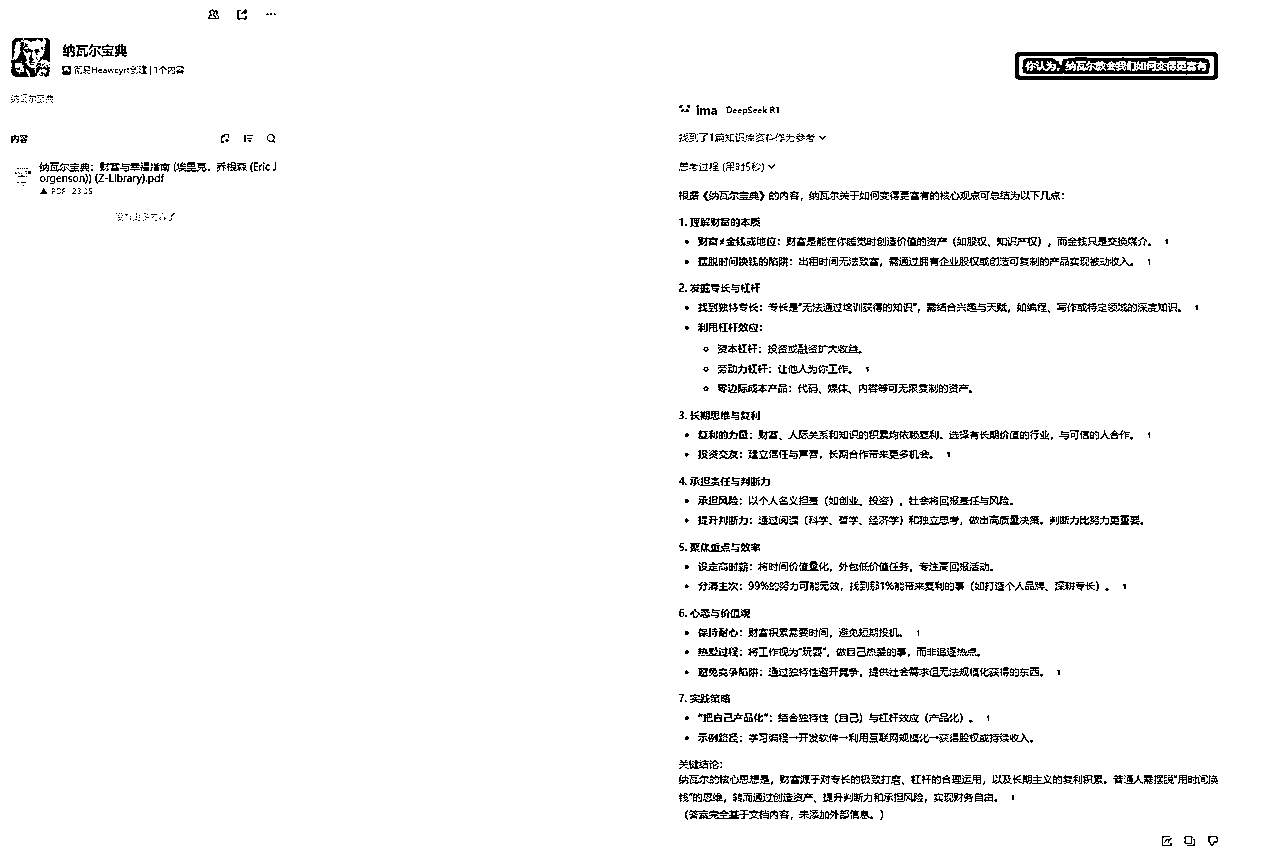 纳瓦尔宝典
创建 | 1个内容
纳瓦尔宝典
内容
纳瓦尔宝典：财富与幸福指南 (埃里克．乔根森 (Eric J
orgenson)) (Z-Library).pdf
PDF
你认为，纳瓦尔教会我们如何变得更富有
ima DeepSeek R1
找到了1篇知识库资料作为参考
思考过程 (用时5秒)
根据《纳瓦尔宝典》的内容，纳瓦尔关于如何变得更富有的核心观点可总结为以下几点：
1. 理解财富的本质
• 财富≠金钱或地位：财富是能在你睡觉时创造价值的资产（如股权、知识产权），而金钱只是交换媒介。 1
• 摆脱时间换钱的陷阱：出租时间无法致富，需通过拥有企业股权或创造可复制的产品实现被动收入。 1
2. 发掘专长与杠杆
• 找到独特专长：专长是“无法通过培训获得的知识”，需结合兴趣与天赋，如编程、写作或特定领域的深度知识。 1
• 利用杠杆效应：
◦ 资本杠杆：投资或融资扩大收益。
◦ 劳动力杠杆：让他人为你工作。 1
◦ 零边际成本产品：代码、媒体、内容等可无限复制的资产。
3. 长期思维与复利
• 复利的力量：财富、人际关系和知识的积累均依赖复利。选择有长期价值的行业，与可信的人合作。 1
• 投资交友：建立信任与声誉，长期合作带来更多机会。 1
4. 承担责任与判断力
• 承担风险：以个人名义担责（如创业、投资），社会将回报责任与风险。
• 提升判断力：通过阅读（科学、哲学、经济学）和独立思考，做出高质量决策。判断力比努力更重要。
5. 聚焦重点与效率
• 设定高时薪：将时间价值量化，外包低价值任务，专注高回报活动。
• 分清主次：99%的努力可能无效，找到那1%能带来复利的事（如打造个人品牌、深耕专长）。 1
6. 心态与价值观
• 保持耐心：财富积累需要时间，避免短期投机。 1
• 热爱过程：将工作视为“玩耍”，做自己热爱的事，而非追逐热点。
• 避免竞争陷阱：通过独特性避开竞争，提供社会需求但无法规模化获得的东西。 1
7. 实践策略
• “把自己产品化”：结合独特性（自己）与杠杆效应（产品化）。 1
• 示例路径：学习编程→开发软件→利用互联网规模化→获得股权或持续收入。
关键结论：
纳瓦尔的核心思想是，财富源于对专长的极致打磨、杠杆的合理运用，以及长期主义的复利积累。普通人需摆脱“用时间换
钱”的思维，转而通过创造资产、提升判断力和承担风险，实现财务自由。 1
（答案完全基于文档内容，未添加外部信息。）